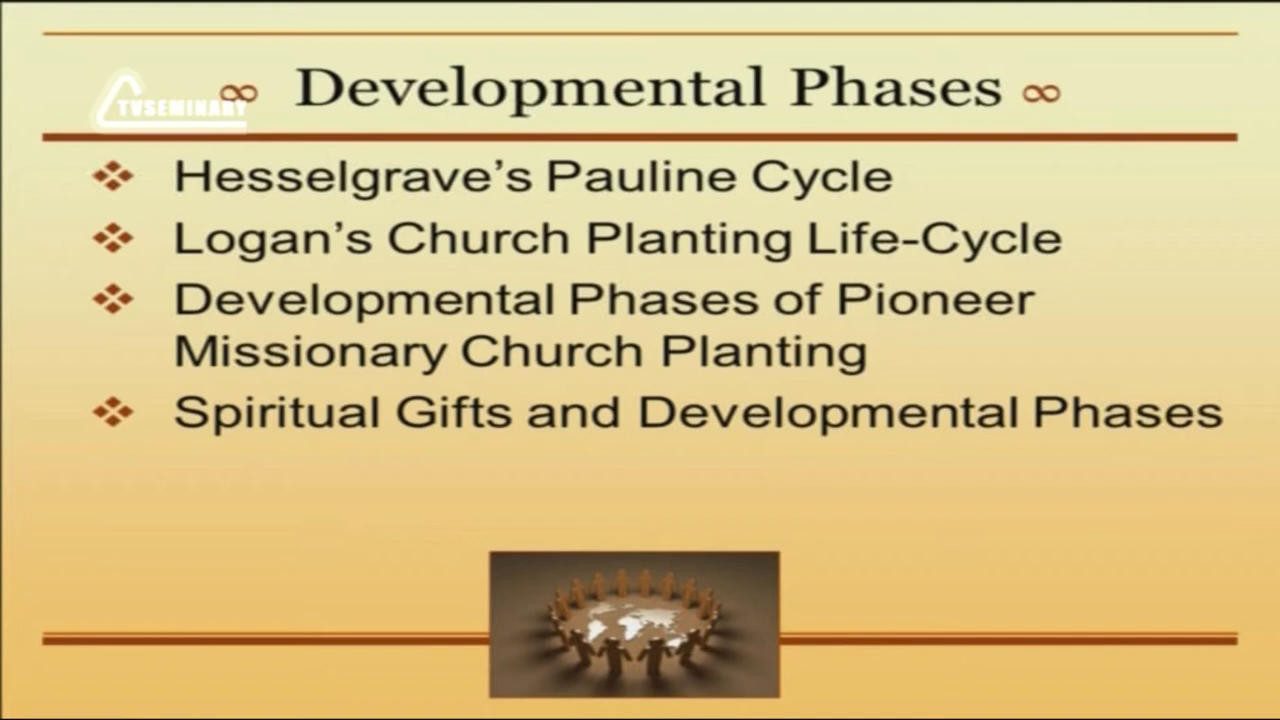 Developmental Phases
TVSEMINARY
Hesselgrave’s Pauline Cycle
Logan’s Church Planting Life-Cycle
Developmental Phases of Pioneer
Missionary Church Planting
Spiritual Gifts and Developmental Phases